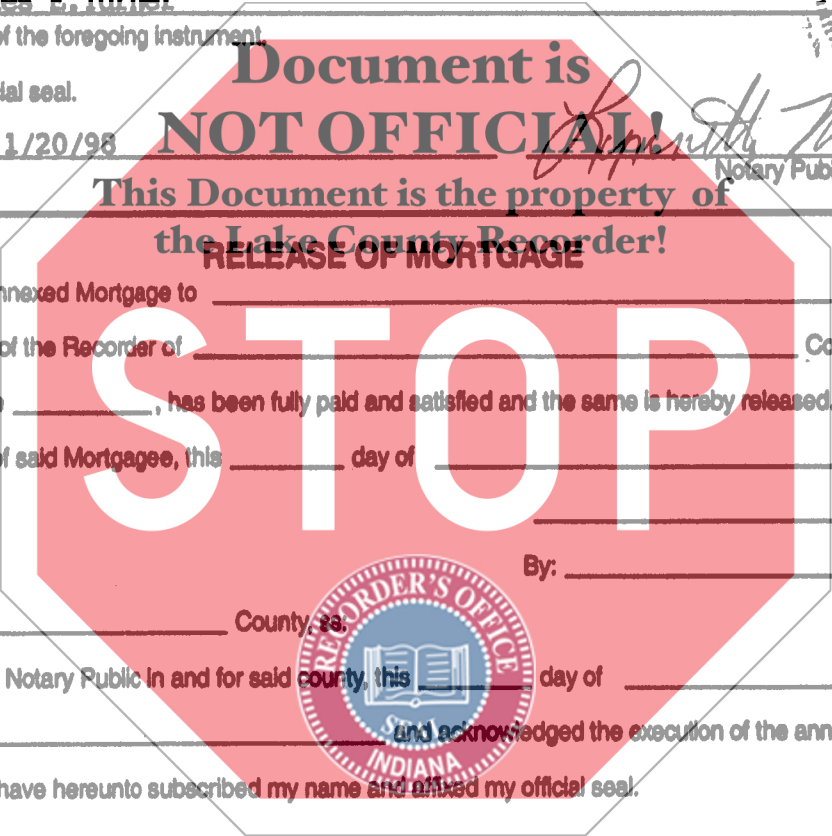 of the foregoing instrument.
Document is
ial seal.
1/20/98
NOT OFFICIAL!
Notary Pub
This Document is the property of
the Lake County Recorder!
RELEASE OF MORTGAGE
nnexed Mortgage to
of the Recorder of Co
, has been fully paid and satisfied and the same is hereby released.
STOP
f said Mortgagee, this day of
By:
County, ss.
RECORDER'S OFFICE
Notary Public in and for said county, this day of
SEAL
and acknowledged the execution of the ann
INDIANA
have hereunto subscribed my name and affixed my official seal.